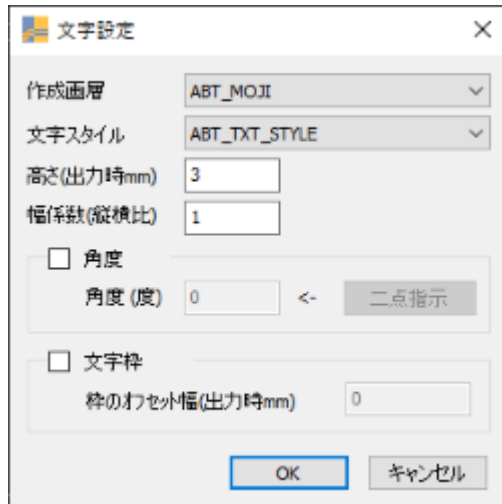 文字設定
作成画層 ABT_MOJI
文字スタイル ABT_TXT_STYLE
高さ(出力時mm) 3
幅係数(縦横比) 1
角度
角度 (度) 0 <- 二点指示
文字枠
枠のオフセット幅(出力時mm) 0
OK キャンセル